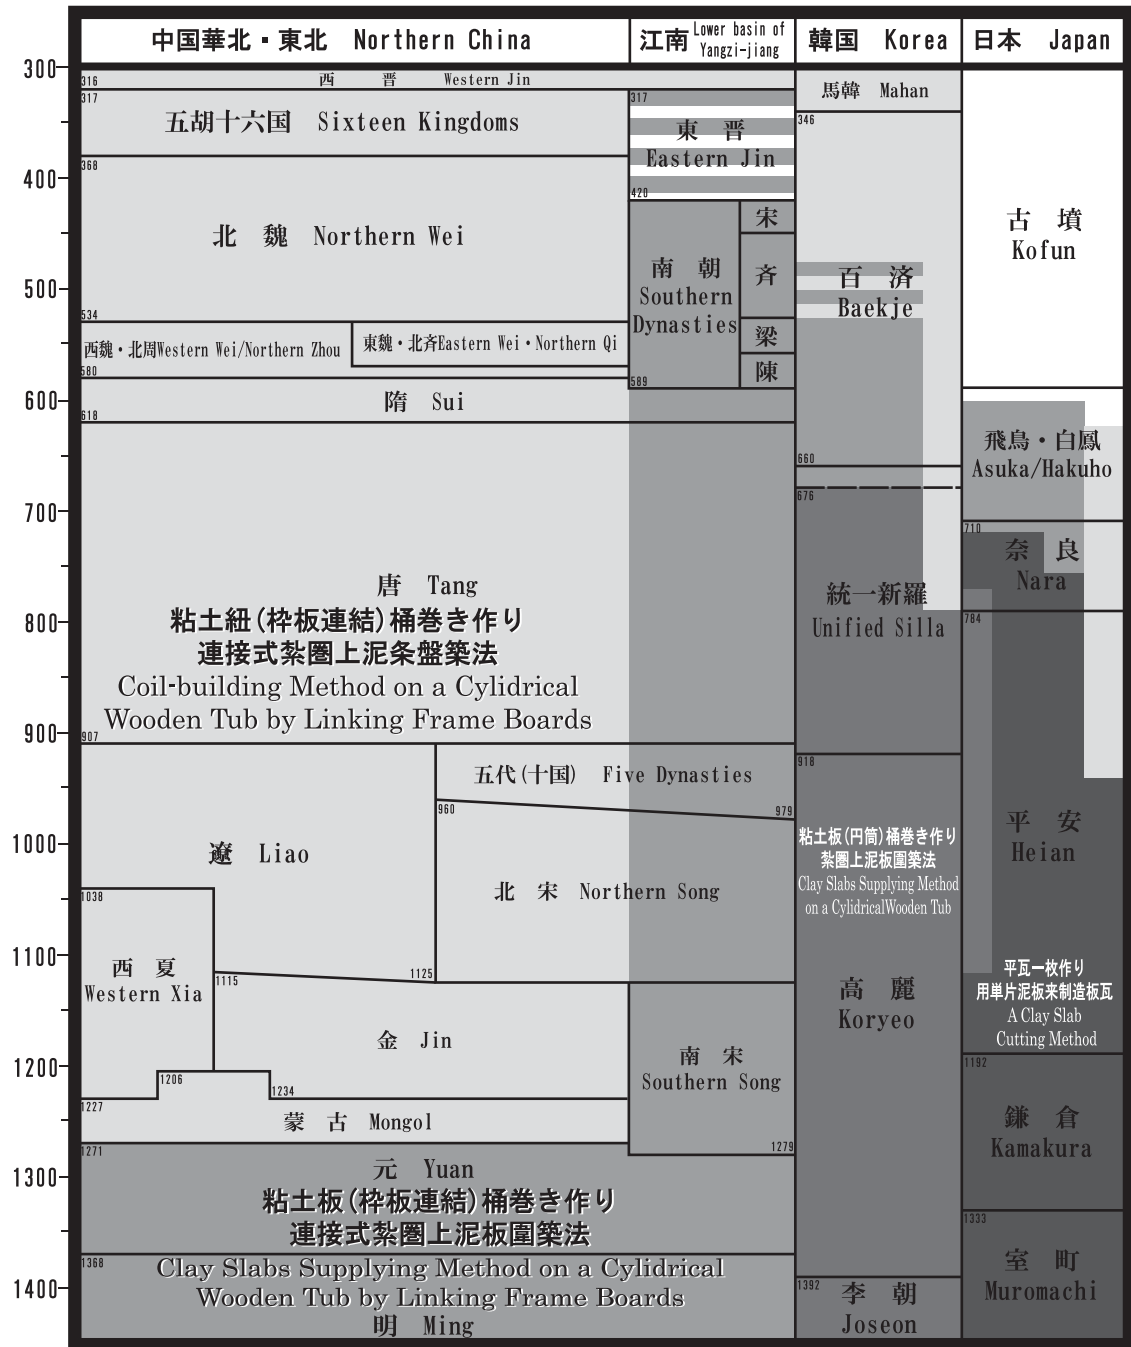 中国華北・東北 Northern China
江南 Lower basin of
Yangzi-jiang
韓国 Korea
日本 Japan
300
400
500
600
700
800
900
1000
1100
1200
1300
1400
316
西 晋 Western Jin
317
五胡十六国 Sixteen Kingdoms
368
北 魏 Northern Wei
534
西魏・北周Western Wei/Northern Zhou
東魏・北斉Eastern Wei・Northern Qi
580
隋 Sui
618
唐 Tang
粘土紐(枠板連結)桶巻き作り
連接式紮圏上泥条盤築法
Coil-building Method on a Cylidrical
Wooden Tub by Linking Frame Boards
907
五代(十国) Five Dynasties
960
979
遼 Liao
北 宋 Northern Song
1038
西 夏
Western Xia
1115
1125
金 Jin
1206
1234
1227
蒙 古 Mongol
1271
元 Yuan
粘土板(枠板連結)桶巻き作り
連接式紮圏上泥板圍築法
1368
Clay Slabs Supplying Method on a Cylidrical
Wooden Tub by Linking Frame Boards
明 Ming
317
東 晋
Eastern Jin
420
南 朝
Southern
Dynasties
宋
斉
梁
陳
589
南 宋
Southern Song
1279
馬韓 Mahan
346
百 済
Baekje
660
676
統一新羅
Unified Silla
918
粘土板(円筒)桶巻き作り
紮圏上泥板圍築法
Clay Slabs Supplying Method
on a CylidricalWooden Tub
高 麗
Koryeo
1392
李 朝
Joseon
古 墳
Kofun
飛鳥・白鳳
Asuka/Hakuho
710
奈 良
Nara
784
平 安
Heian
平瓦一枚作り
用単片泥板来制造板瓦
A Clay Slab
Cutting Method
1192
鎌 倉
Kamakura
1333
室 町
Muromachi